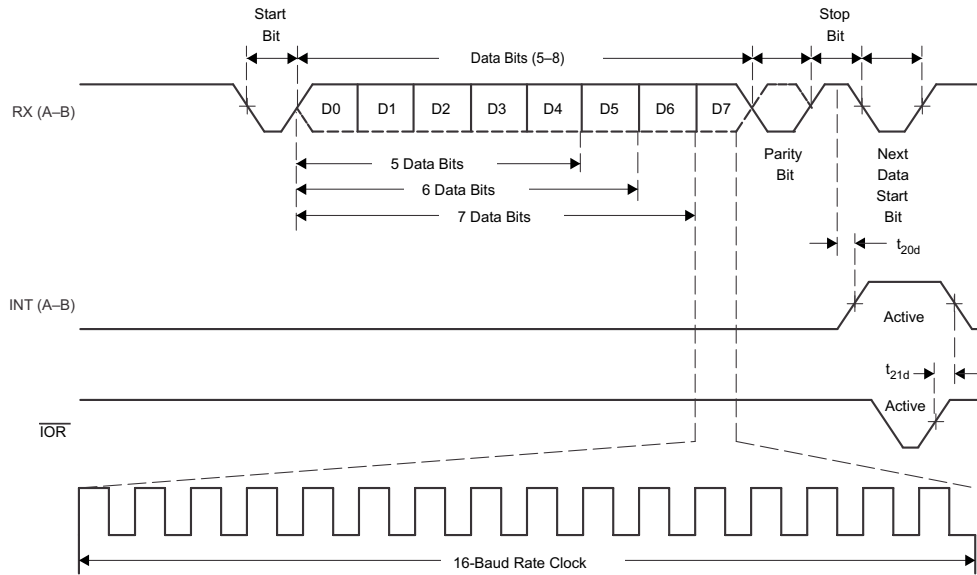 Start
Bit
Stop
Bit
Data Bits (5–8)
RX (A–B)
D0 D1 D2 D3 D4 D5 D6 D7
5 Data Bits
6 Data Bits
7 Data Bits
Parity
Bit
Next
Data
Start
Bit
t20d
INT (A–B)
Active
t21d
Active
IOR
16-Baud Rate Clock